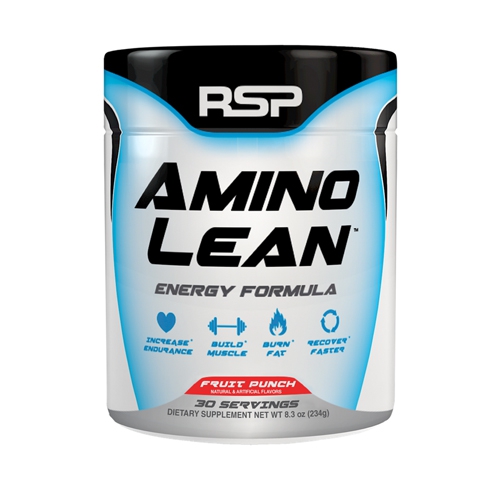 RSP
AMINO
LEAN™
ENERGY FORMULA
INCREASE* BUILD* BURN* RECOVER*
ENDURANCE MUSCLE FAT FASTER
FRUIT PUNCH
NATURAL & ARTIFICIAL FLAVORS
30 SERVINGS
DIETARY SUPPLEMENT NET WT 8.3 oz (234g)